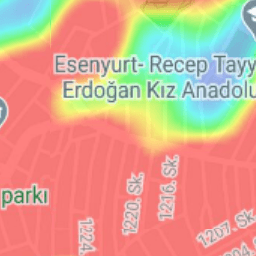 Esenyurt- Recep Tayy
Erdoğan Kız Anadolu
parkı
1224.
1220. Sk.
1216. Sk.
1207. Sk.